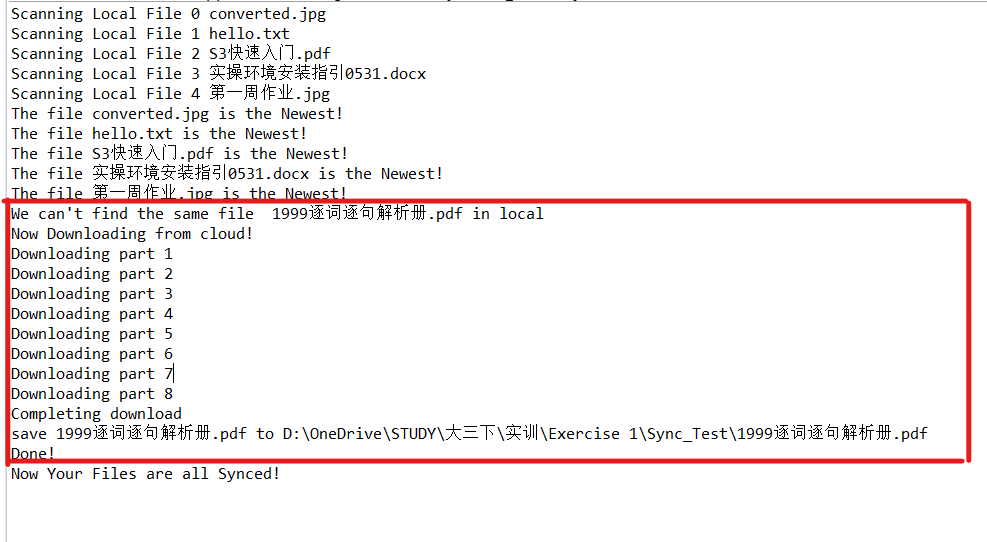 Scanning Local File 0 converted.jpg
Scanning Local File 1 hello.txt
Scanning Local File 2 S3快速入门.pdf
Scanning Local File 3 实操环境安装指引0531.docx
Scanning Local File 4 第一周作业.jpg
The file converted.jpg is the Newest!
The file hello.txt is the Newest!
The file S3快速入门.pdf is the Newest!
The file 实操环境安装指引0531.docx is the Newest!
The file 第一周作业.jpg is the Newest!
We can't find the same file  1999逐词逐句解析册.pdf in local
Now Downloading from cloud!
Downloading part 1
Downloading part 2
Downloading part 3
Downloading part 4
Downloading part 5
Downloading part 6
Downloading part 7
Downloading part 8
Completing download
save 1999逐词逐句解析册.pdf to D:\OneDrive\STUDY\大三下\实训\Exercise 1\Sync_Test\1999逐词逐句解析册.pdf
Done!
Now Your Files are all Synced!